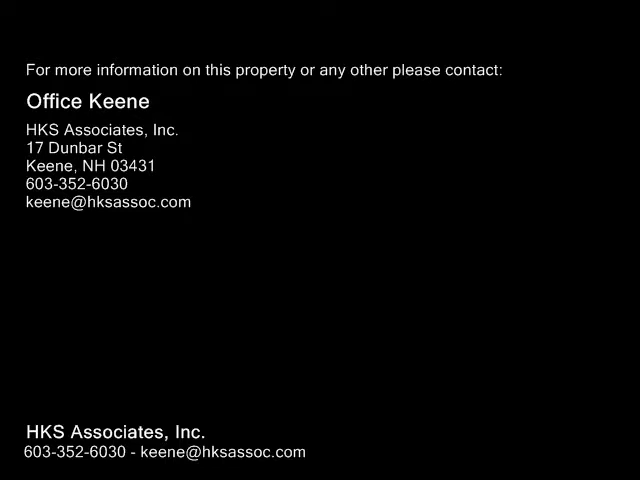 For more information on this property or any other please contact:
Office Keene
HKS Associates, Inc.
17 Dunbar St
Keene, NH 03431
603-352-6030
keene@hksassoc.com
HKS Associates, Inc.
603-352-6030 - keene@hksassoc.com